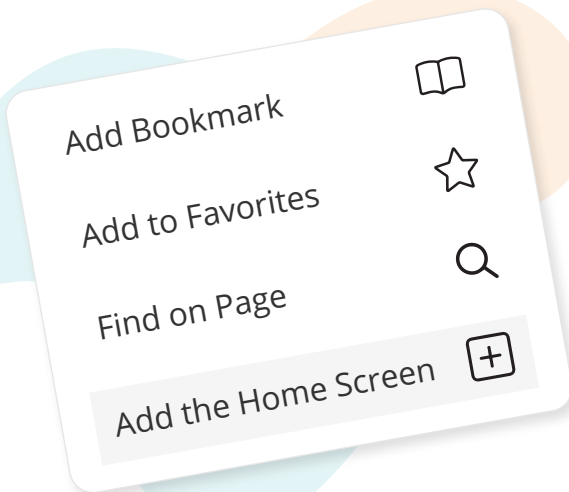 Add Bookmark
Add to Favorites
Find on Page
Add the Home Screen